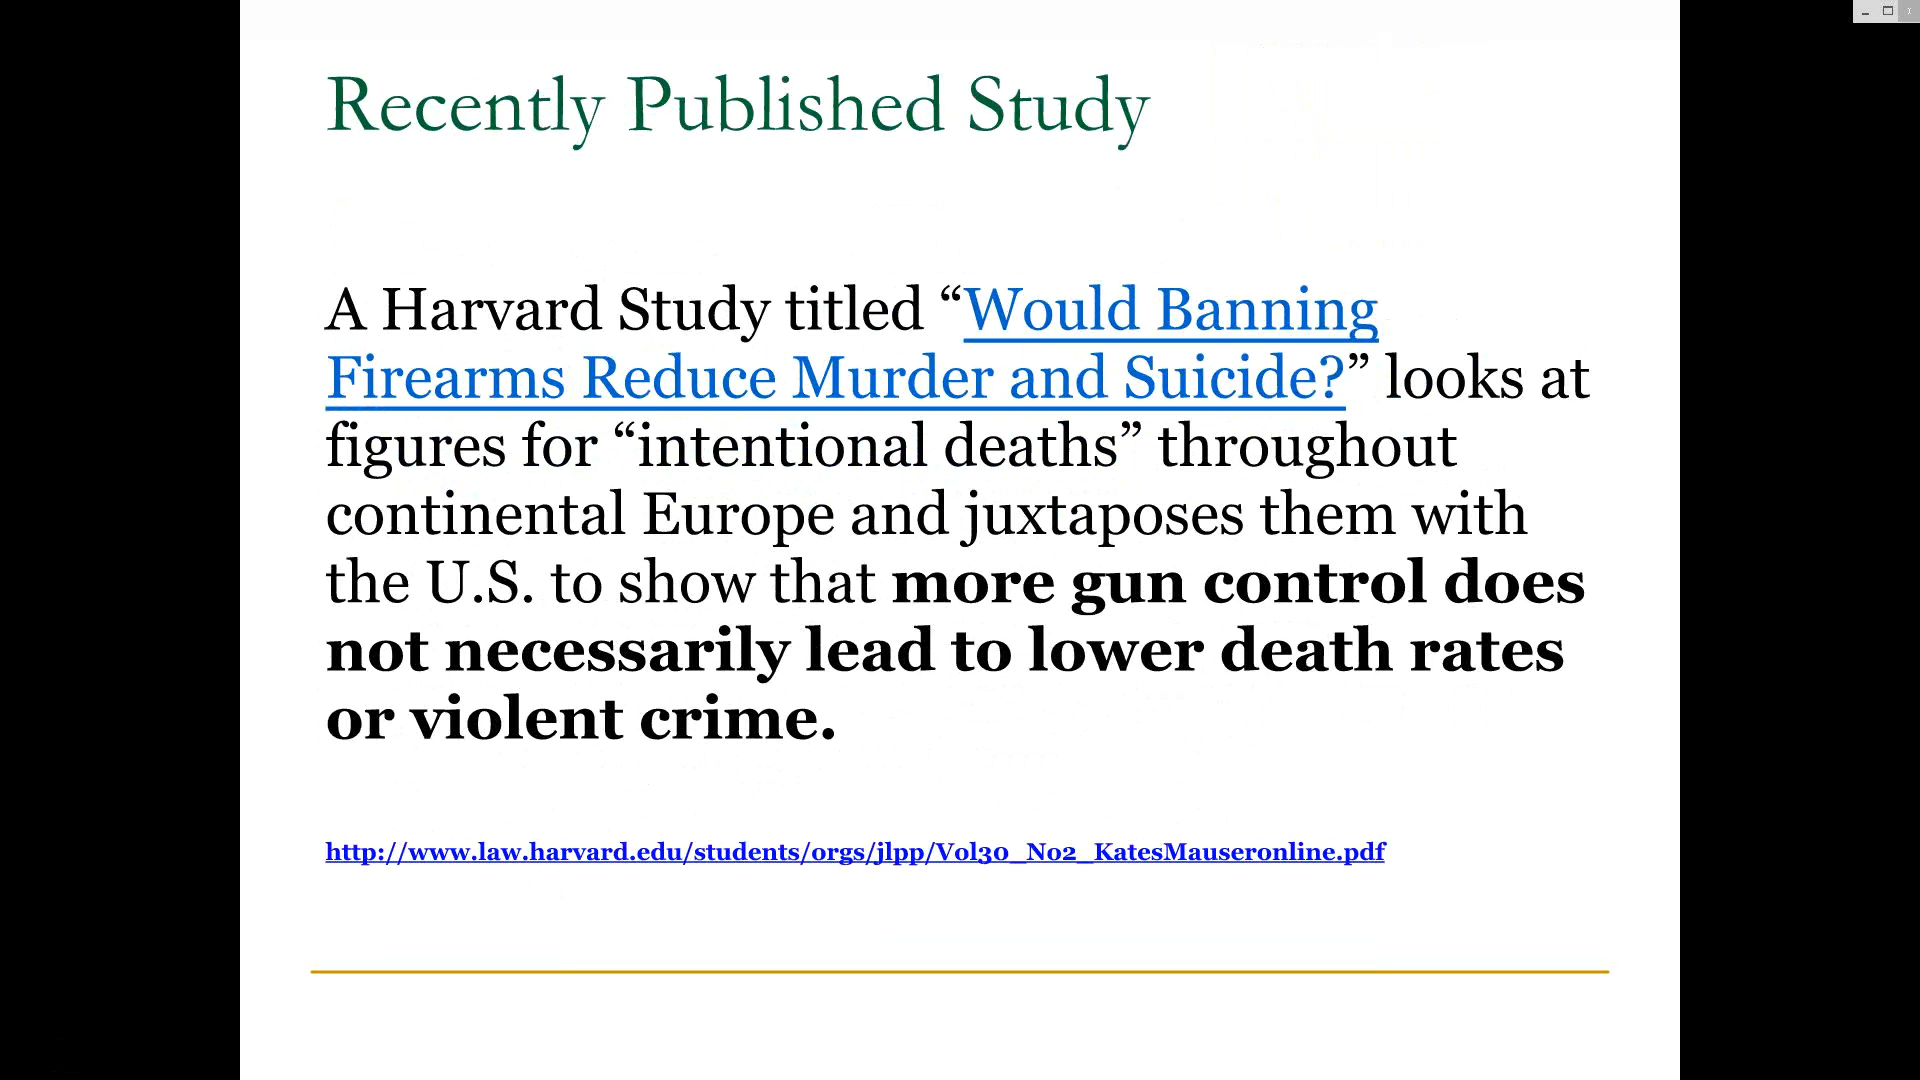 Recently Published Study
A Harvard Study titled “Would Banning
Firearms Reduce Murder and Suicide?” looks at
figures for “intentional deaths” throughout
continental Europe and juxtaposes them with
the U.S. to show that more gun control does
not necessarily lead to lower death rates
or violent crime.
http://www.law.harvard.edu/students/orgs/jlpp/Vol30_No2_KatesMauseronline.pdf